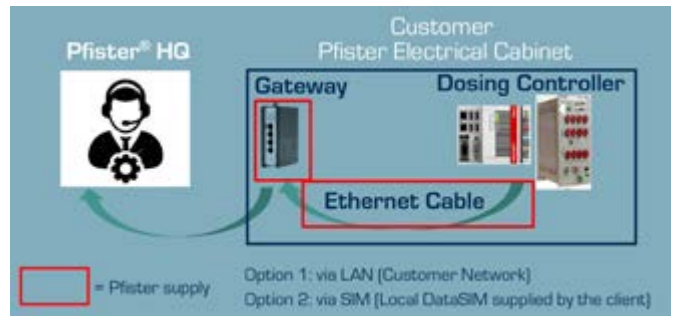 Customer
Pfister® HQ
Pfister Electrical Cabinet
Gateway
Dosing Controller
Ethernet Cable
= Pfister supply
Option 1: via LAN (Customer Network)
Option 2: via SIM (Local DataSIM supplied by the client)